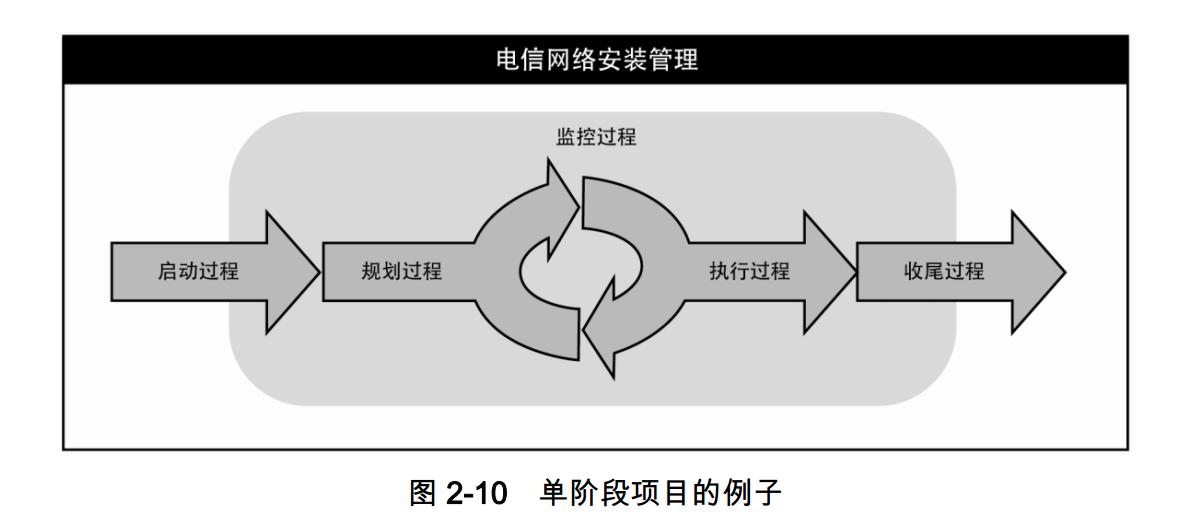 电信网络安装管理
监控过程
启动过程
规划过程
执行过程
收尾过程
图 2-10 单阶段项目的例子